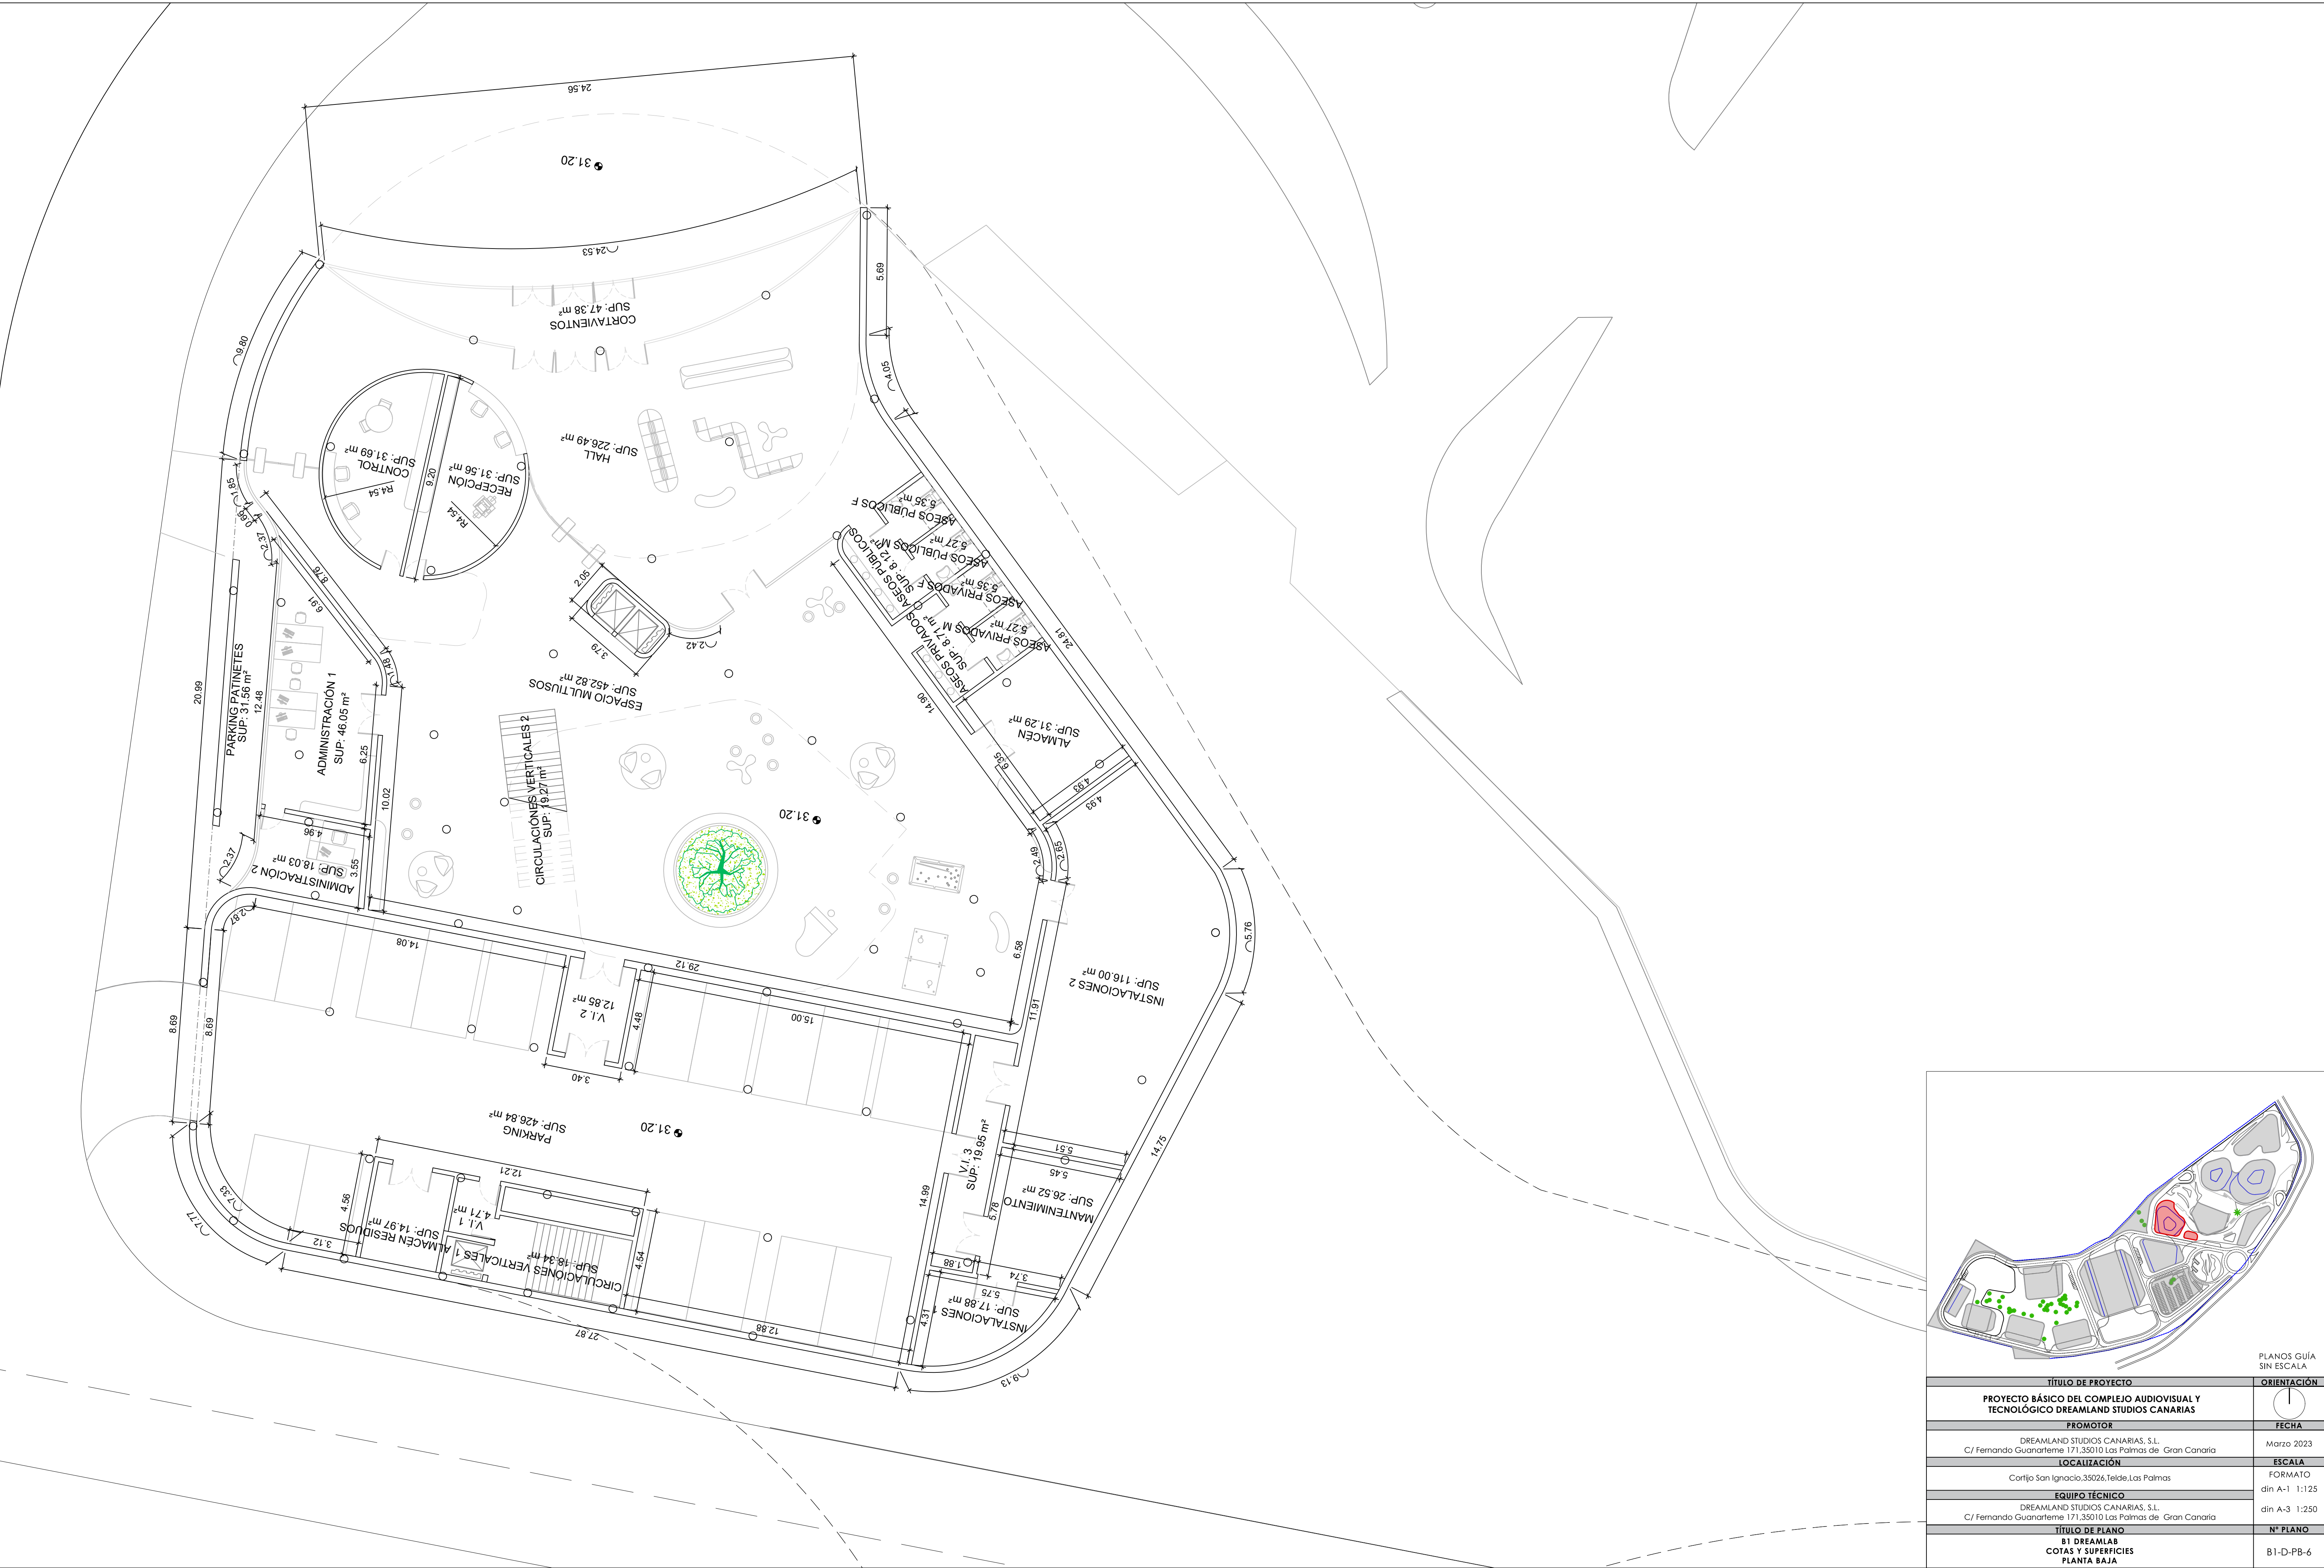 24.56
31.20
24.53
CORTAVIENTOS
SUP: 47.38 m²
5.69
4.05
9.80
CONTROL
SUP: 31.69 m²
R4.54
9.20
RECEPCIÓN
SUP: 31.56 m²
R4.54
HALL
SUP: 226.49 m²
1.85
0.66
2.37
8.76
6.91
1.48
ASEOS PÚBLICOS F
5.35 m²
ASEOS PÚBLICOS M
5.27 m²
ASEOS PÚBLICOS
SUP: 8.12 m²
ASEOS PRIVADOS F
5.35 m²
ASEOS PRIVADOS M
5.27 m²
ASEOS PRIVADOS
SUP: 8.71 m²
24.81
2.05
3.79
2.42
20.99
PARKING PATINETES
SUP: 31.56 m²
12.48
ADMINISTRACIÓN 1
SUP: 46.05 m²
6.25
10.02
ESPACIO MULTIUSOS
SUP: 452.82 m²
CIRCULACIÓNES VERTICALES 2
SUP: 19.27 m²
14.90
ALMACÉN
SUP: 31.29 m²
6.35
4.93
4.93
31.20
4.96
2.37
ADMINISTRACIÓN 2
SUP: 18.03 m²
3.55
2.49
2.65
2.87
14.08
29.12
6.58
5.76
INSTALACIONES 2
SUP: 116.00 m²
V.I. 2
12.85 m²
4.48
15.00
11.91
8.69
8.69
3.40
PARKING
SUP: 426.84 m²
31.20
V.I. 3
SUP: 19.95 m²
5.51
5.45
14.75
12.21
4.56
7.33
7.77
3.12
ALMACÉN RESIDUOS
SUP: 14.97 m²
V.I. 1
4.71 m²
CIRCULACIÓNES VERTICALES 1
SUP: 18.34 m²
4.54
14.99
5.78
MANTENIMIENTO
SUP: 26.52 m²
1.88
3.74
5.75
4.31
INSTALACIONES 1
SUP: 17.88 m²
12.88
27.87
9.13
PLANOS GUÍA
SIN ESCALA
TÍTULO DE PROYECTO
ORIENTACIÓN
PROYECTO BÁSICO DEL COMPLEJO AUDIOVISUAL Y
TECNOLÓGICO DREAMLAND STUDIOS CANARIAS
PROMOTOR
FECHA
DREAMLAND STUDIOS CANARIAS, S.L.
C/ Fernando Guanarteme 171,35010 Las Palmas de Gran Canaria
Marzo 2023
LOCALIZACIÓN
ESCALA
Cortijo San Ignacio,35026,Telde,Las Palmas
FORMATO
din A-1 1:125
din A-3 1:250
EQUIPO TÉCNICO
DREAMLAND STUDIOS CANARIAS, S.L.
C/ Fernando Guanarteme 171,35010 Las Palmas de Gran Canaria
TÍTULO DE PLANO
Nº PLANO
B1 DREAMLAB
COTAS Y SUPERFICIES
PLANTA BAJA
B1-D-PB-6